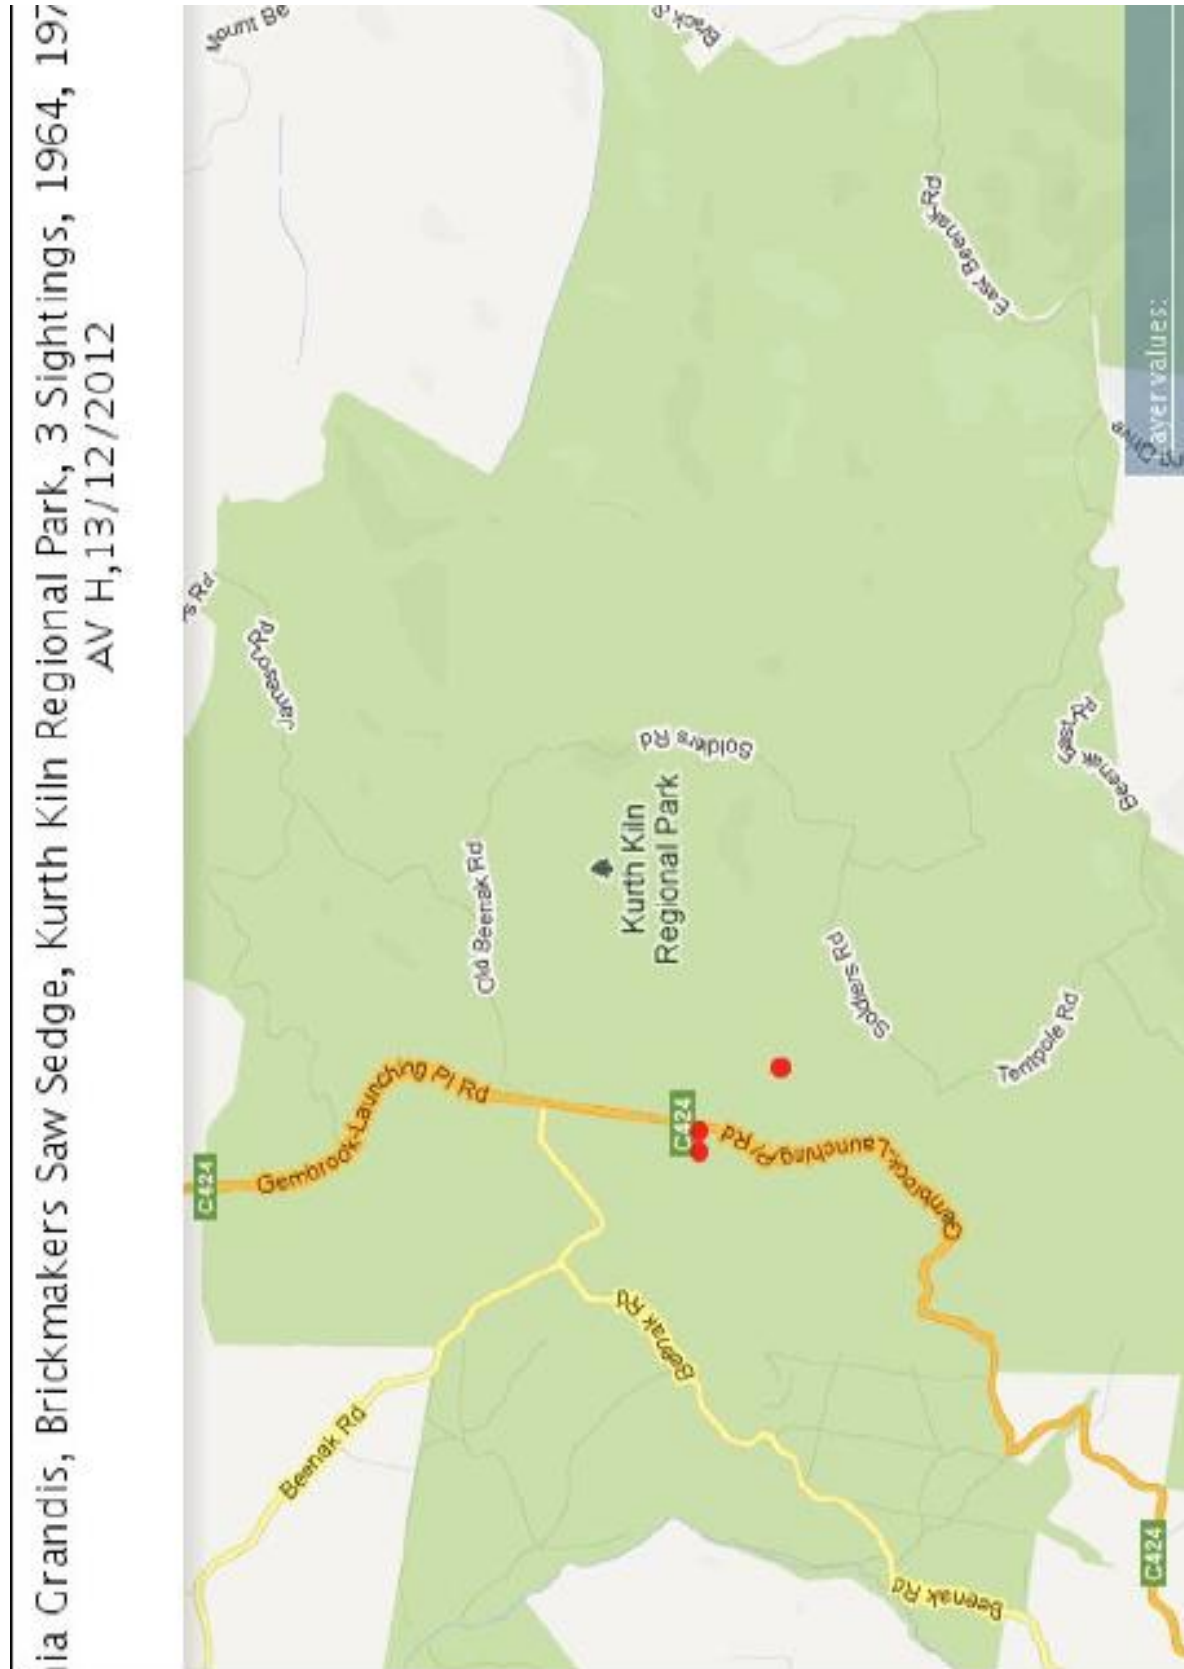 ia Grandis, Brickmakers Saw Sedge, Kurth Kiln Regional Park, 3 Sightings, 1964, 197
AV H,13/12/2012
C424
Gembrook-Launching Pl Rd
Beenak Rd
Jameson Rd
rs Rd
Mount Be
Old Beenak Rd
Beenak Rd
Kurth Kiln
Regional Park
Soldiers Rd
C424
Gembrook-Launching Pl Rd
Soldiers Rd
Tentpole Rd
East Beenak Rd
Beenak East Rd
Beenak Rd
C424
ayer values: